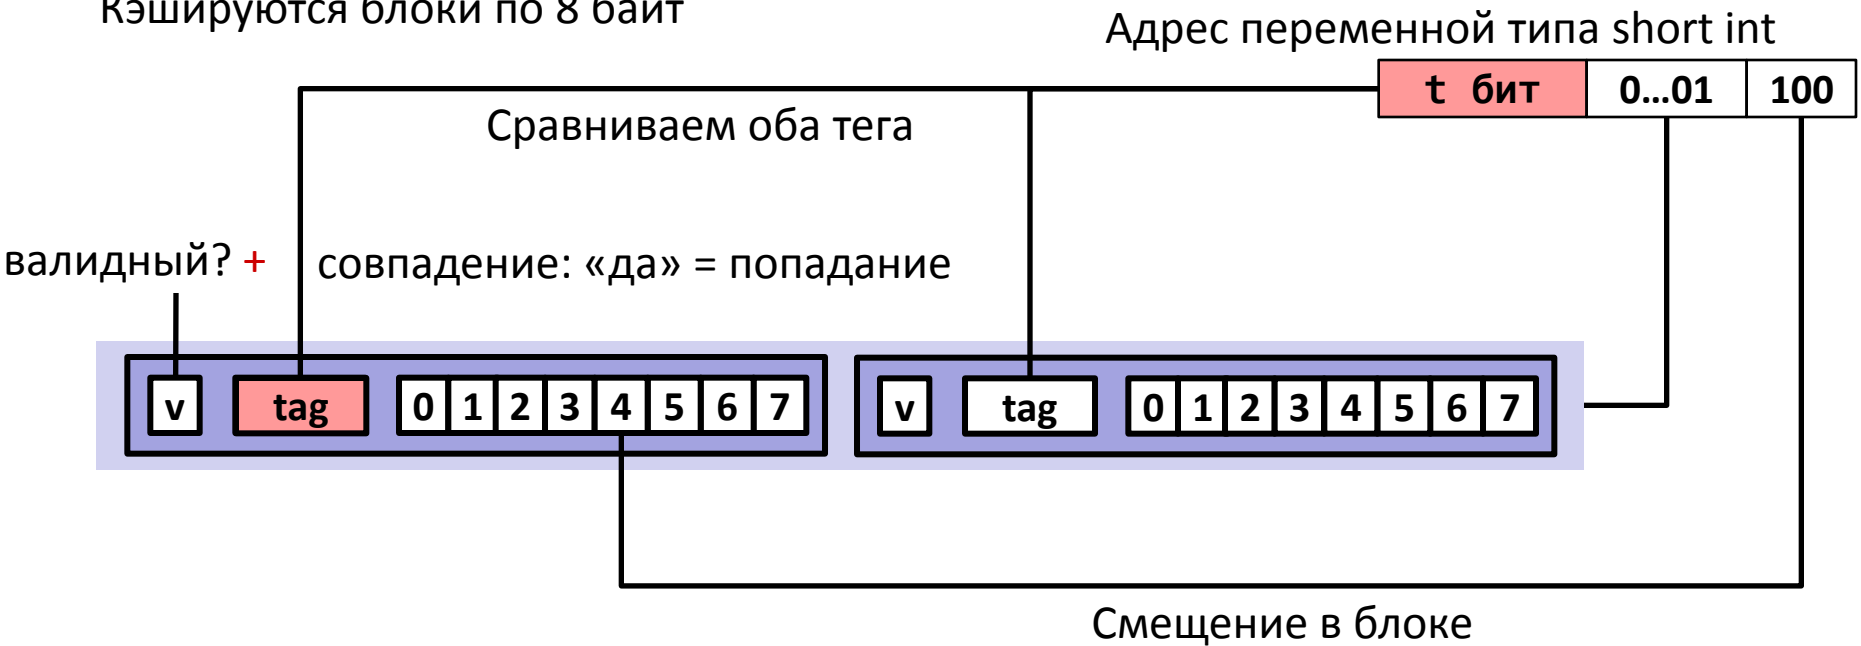 Кэшируются блоки по 8 байт
Адрес переменной типа short int
t бит 0...01 100
Сравниваем оба тега
валидный? + совпадение: «да» = попадание
v tag 0 1 2 3 4 5 6 7 v tag 0 1 2 3 4 5 6 7
Смещение в блоке